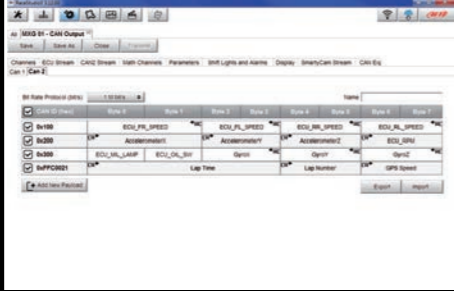 RaceStudio3
All MXG 01 - CAN Output
Save Save As Close Transmit
Channels ECU Stream CAN2 Stream Math Channels Parameters Shift Lights and Alarms Display SmartyCam Stream CAN Exp
Can 1 Can 2
Bit Rate Protocol (bit/s) Name
CAN ID (hex) Byte 0 Byte 1 Byte 2 Byte 3 Byte 4 Byte 5 Byte 6 Byte 7
0x100 ECU_FR_SPEED ECU_FL_SPEED ECU_RR_SPEED ECU_RL_SPEED
0x200 AccelerometerX AccelerometerY AccelerometerZ ECU_RPM
0x300 ECU_MIL_LAMP ECU_OIL_SW GyroX GyroY GyroZ
0xFFC0021 Lap Time Lap Number GPS Speed
Add New Payload Export Import